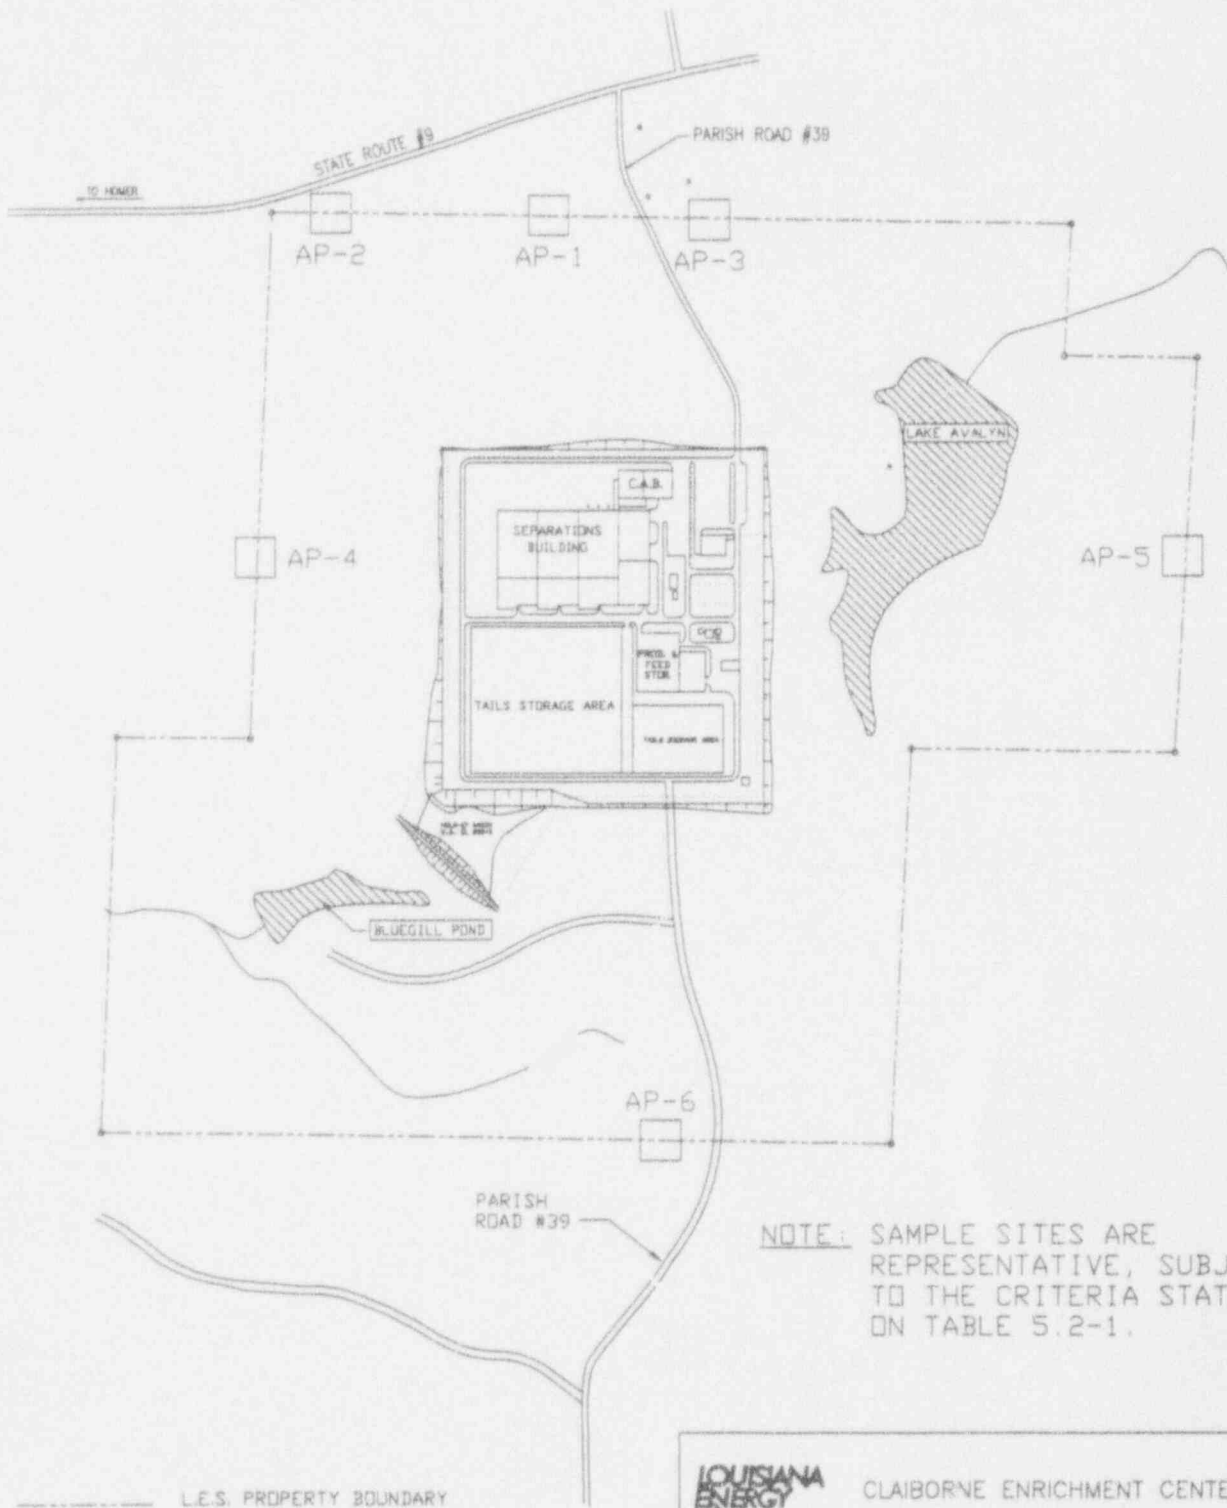 STATE ROUTE #9
PARISH ROAD #39
TO HOMER
AP-2
AP-1
AP-3
LAKE AVALYN
C.A.B.
SEPARATIONS
BUILDING
AP-4
AP-5
PROD. &
FEED
STOR.
TAILS STORAGE AREA
BLUEGILL POND
AP-6
PARISH
ROAD #39
NOTE: SAMPLE SITES ARE
REPRESENTATIVE, SUBJ
TO THE CRITERIA STAT
ON TABLE 5.2-1.
L.E.S. PROPERTY BOUNDARY
LOUISIANA
ENERGY
CLAIBORNE ENRICHMENT CENTE